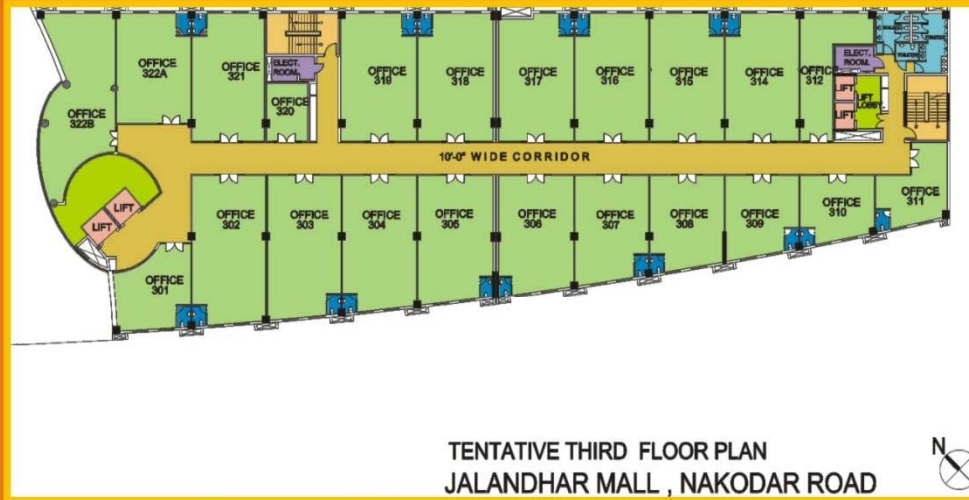 OFFICE
322A
OFFICE
321
ELECT.
ROOM.
OFFICE
320
OFFICE
319
OFFICE
318
OFFICE
317
OFFICE
316
OFFICE
315
OFFICE
314
OFFICE
312
ELECT.
ROOM.
LIFT
LIFT
LIFT
LOBBY
OFFICE
322B
10'-0" WIDE CORRIDOR
LIFT
LIFT
OFFICE
301
OFFICE
302
OFFICE
303
OFFICE
304
OFFICE
305
OFFICE
306
OFFICE
307
OFFICE
308
OFFICE
309
OFFICE
310
OFFICE
311
TENTATIVE THIRD FLOOR PLAN
JALANDHAR MALL , NAKODAR ROAD
N